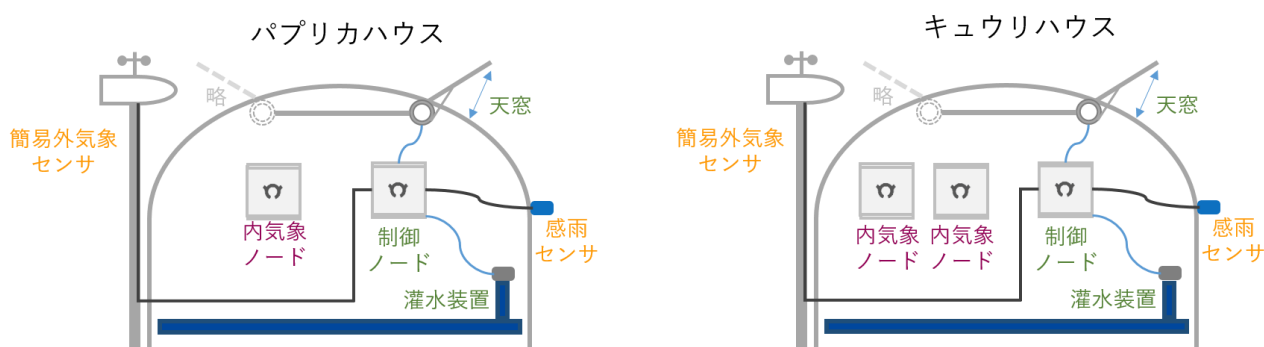 パプリカハウス
略
天窓
簡易外気象
センサ
内気象
ノード
制御
ノード
感雨
センサ
灌水装置
キュウリハウス
略
天窓
簡易外気象
センサ
内気象
ノード
内気象
ノード
制御
ノード
感雨
センサ
灌水装置